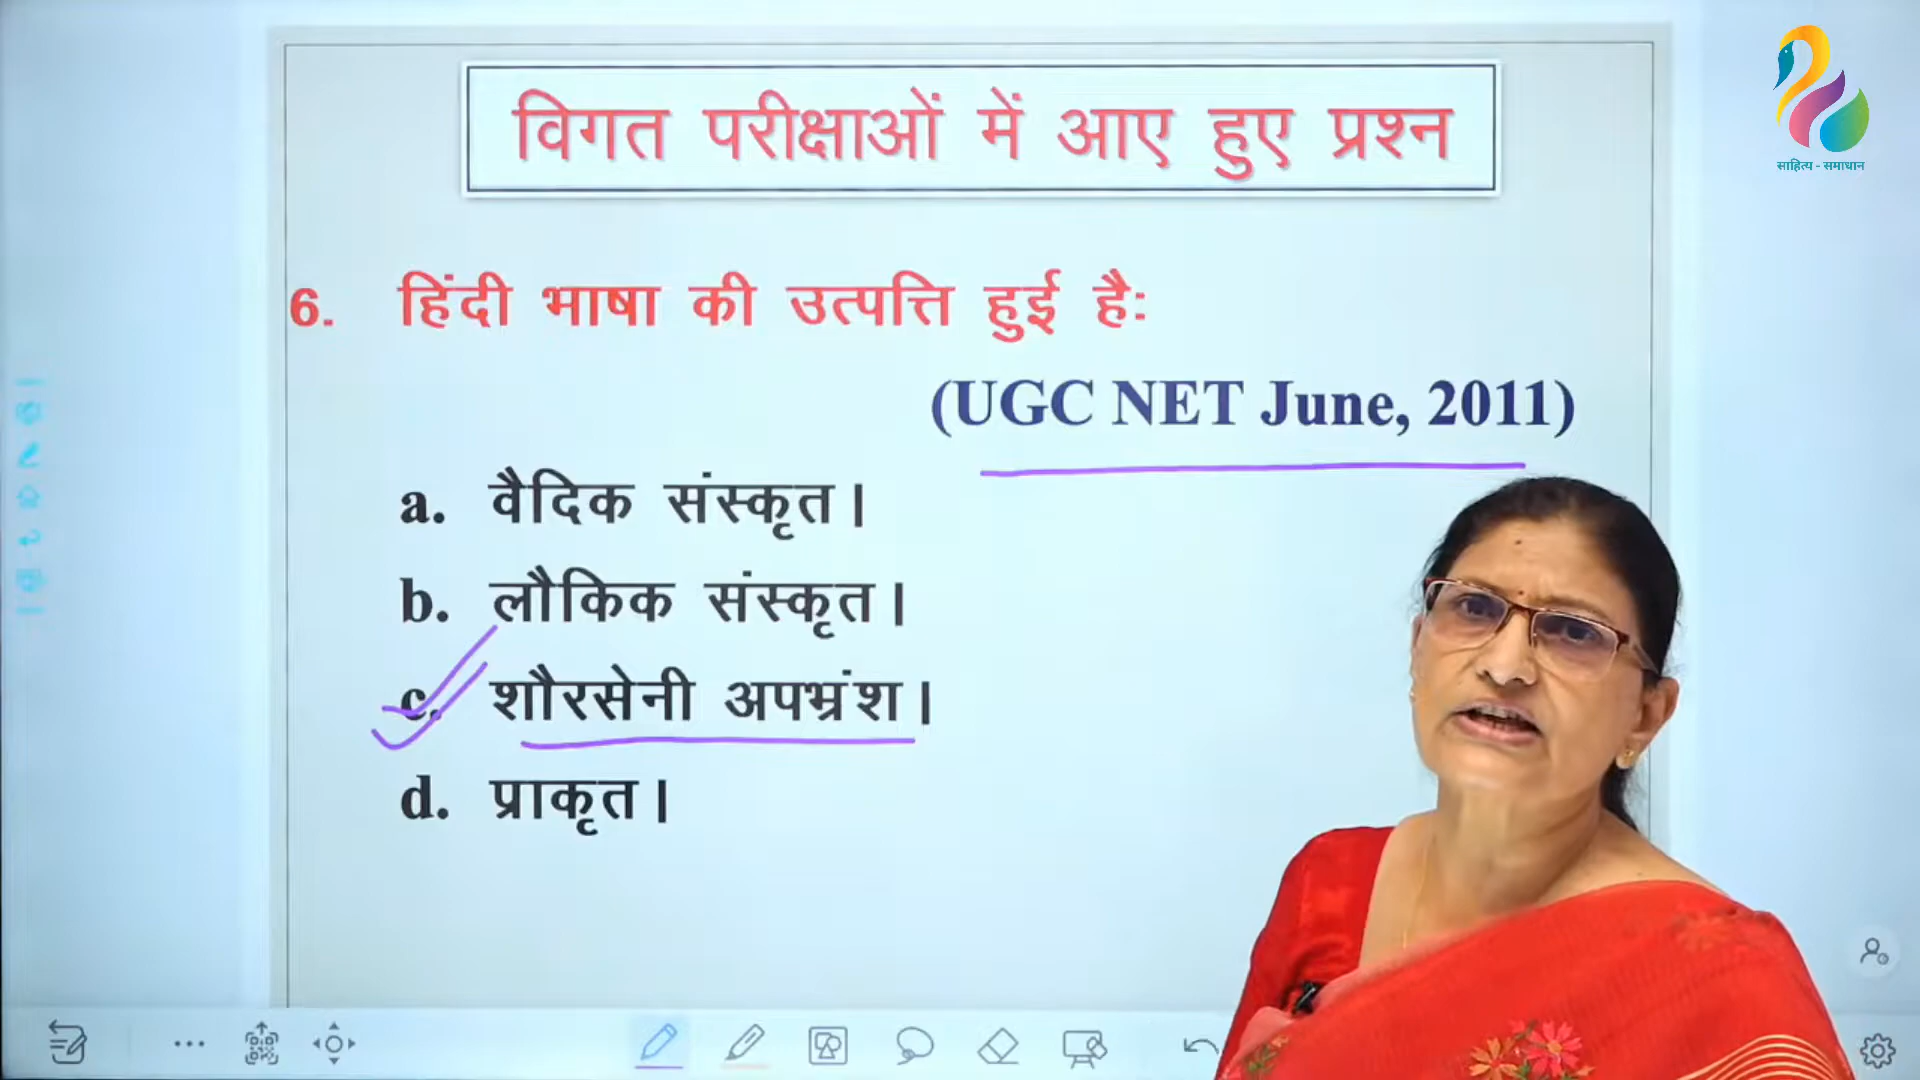 विगत परीक्षाओं में आए हुए प्रश्न
साहित्य - समाधान
6. हिंदी भाषा की उत्पत्ति हुई है:
(UGC NET June, 2011)
a. वैदिक संस्कृत।
b. लौकिक संस्कृत।
c. शौरसेनी अपभ्रंश।
d. प्राकृत।